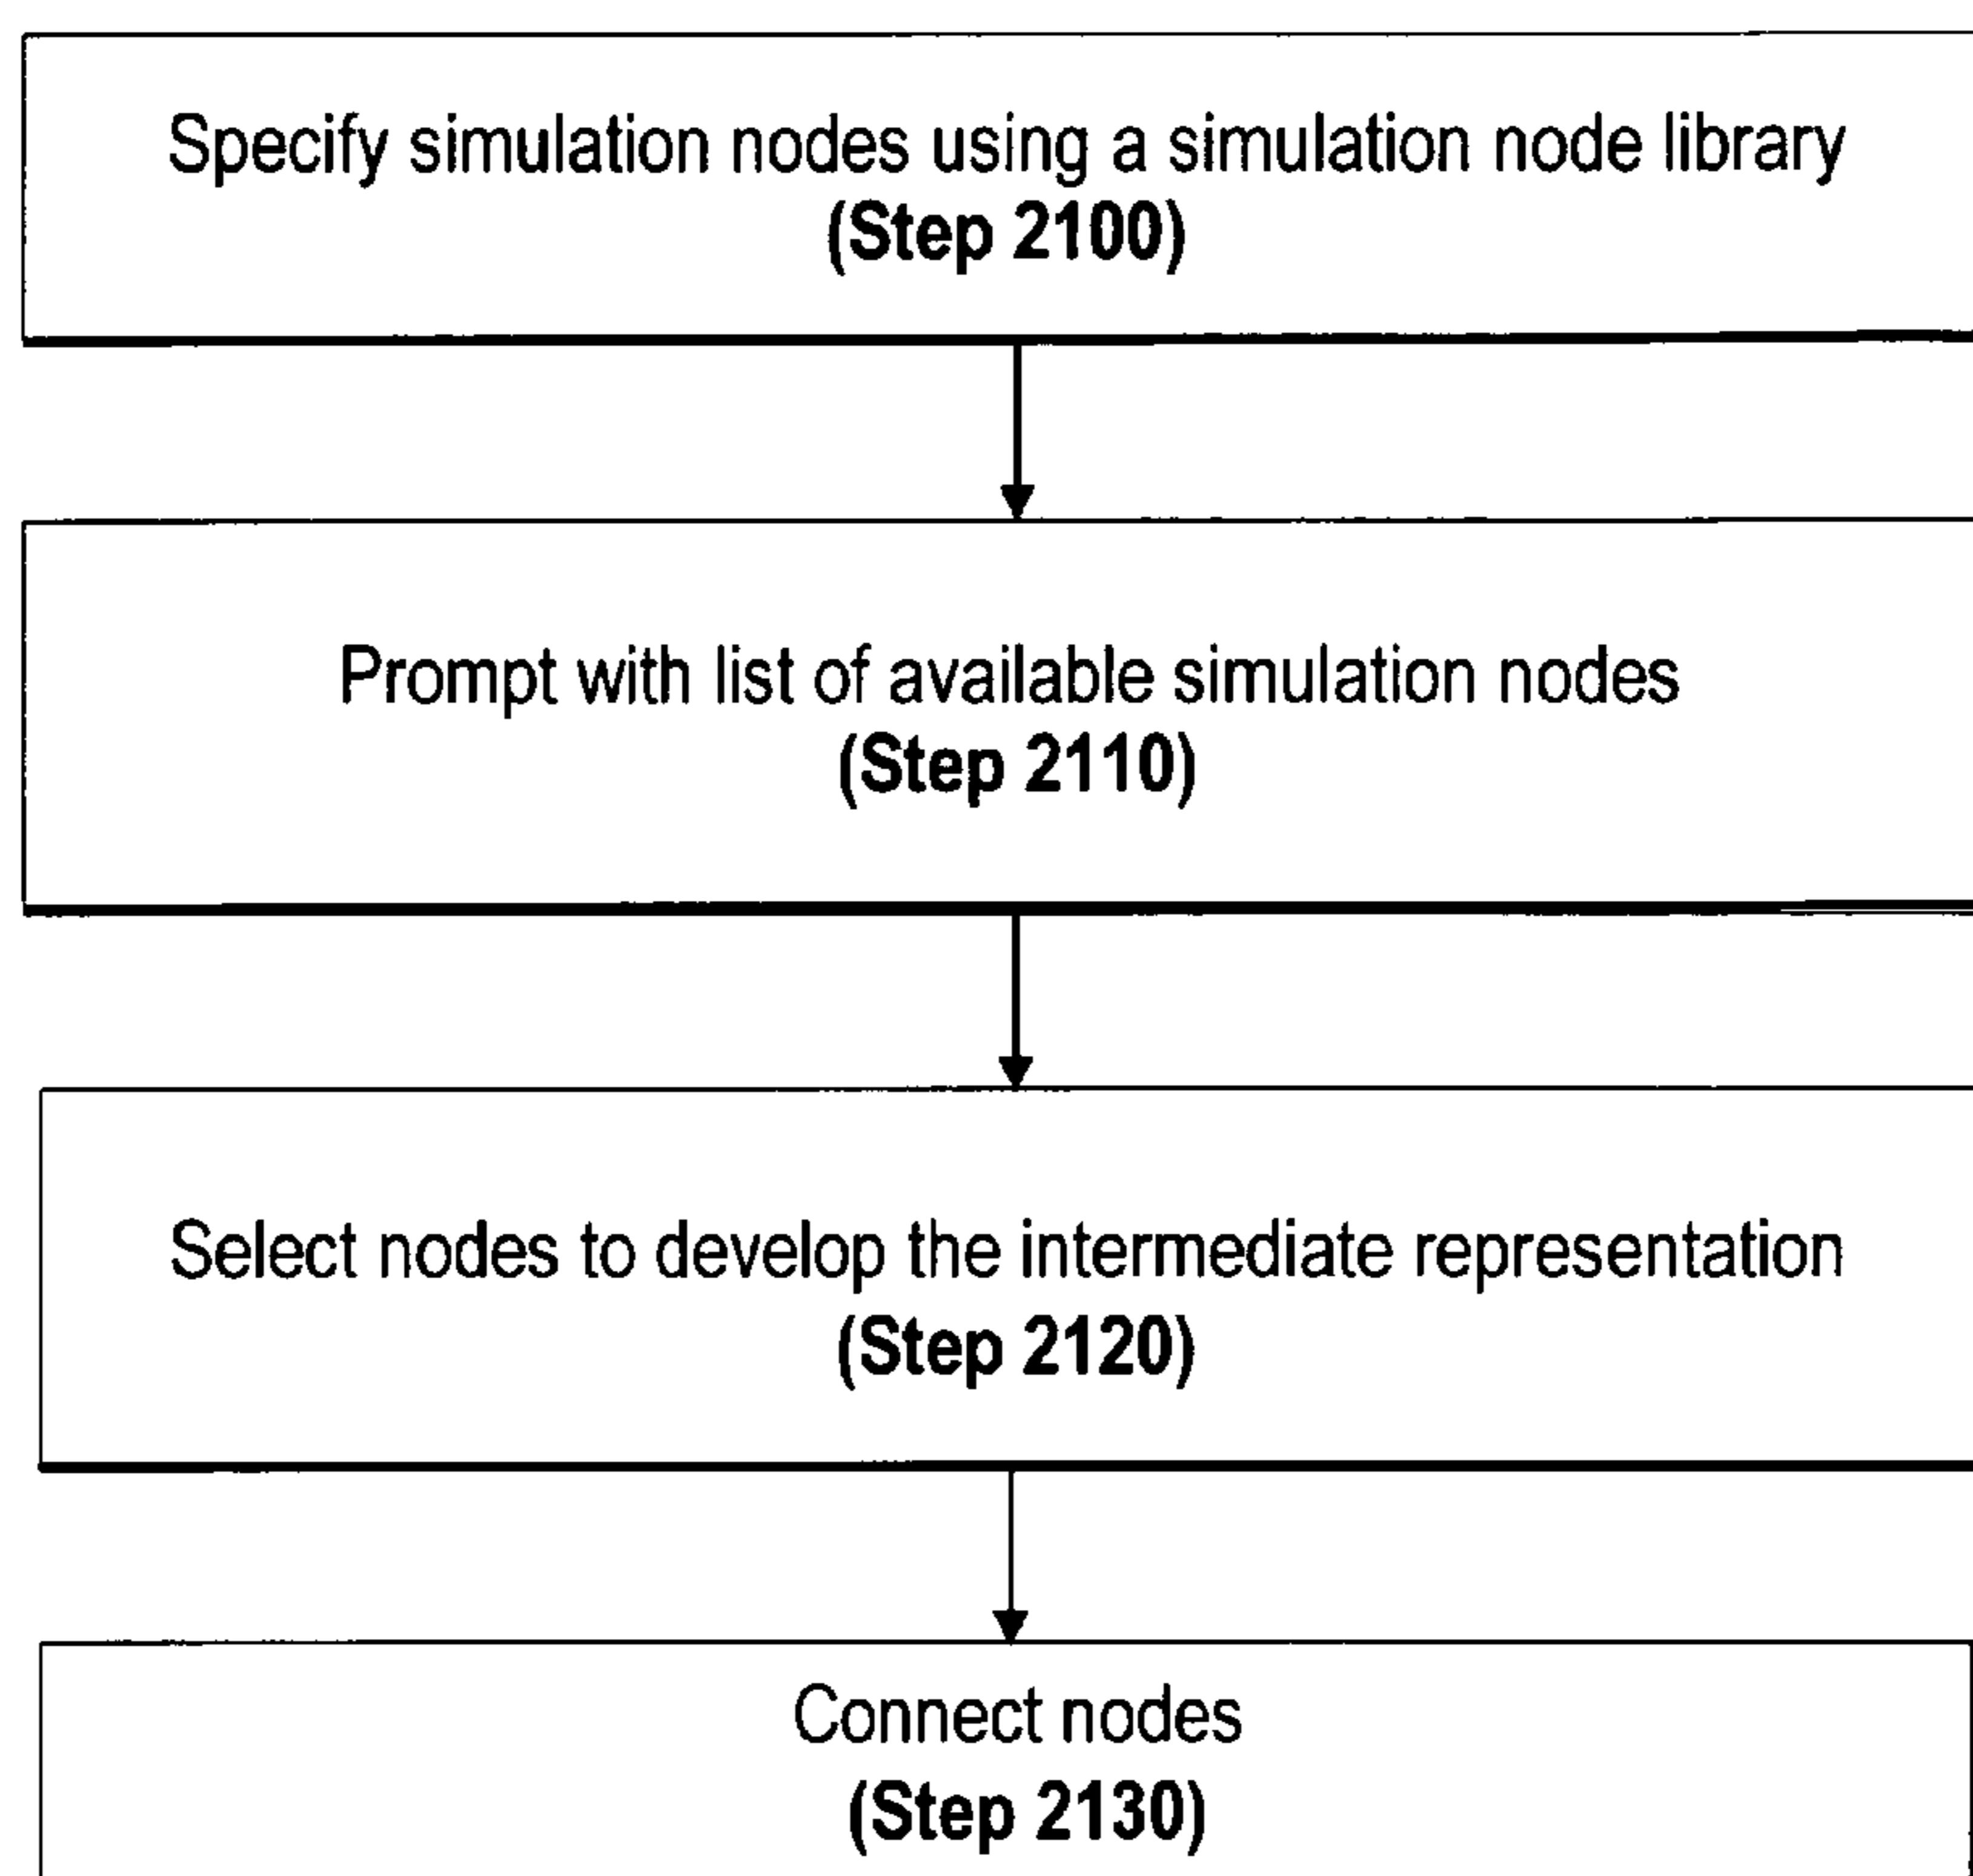 Specify simulation nodes using a simulation node library
(Step 2100)
Prompt with list of available simulation nodes
(Step 2110)
Select nodes to develop the intermediate representation
(Step 2120)
Connect nodes
(Step 2130)